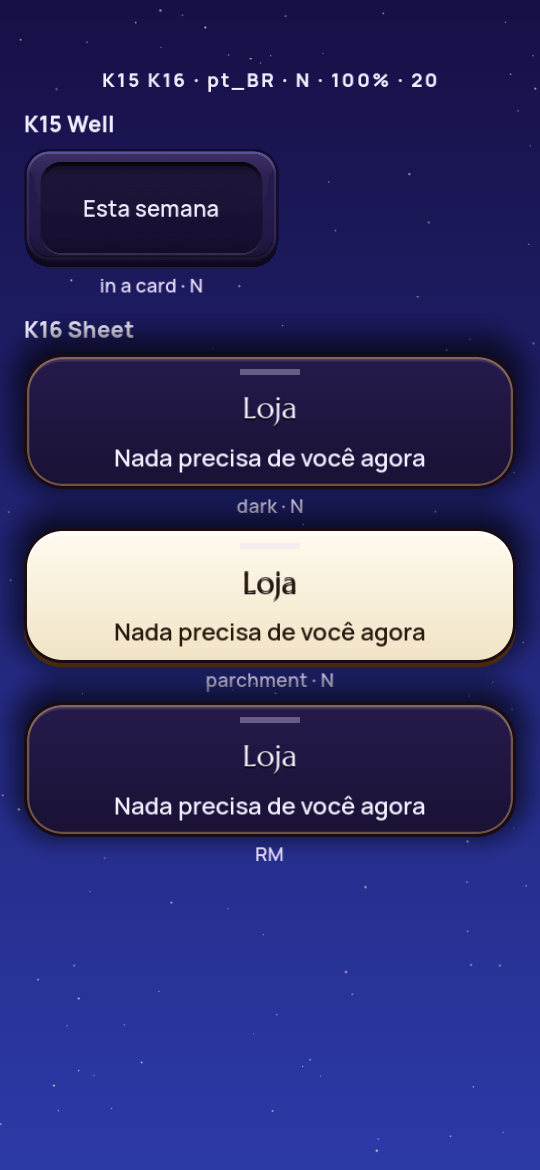 K15 K16 · pt_BR · N · 100% · 20
K15 Well
Esta semana
in a card · N
K16 Sheet
Loja
Nada precisa de você agora
dark · N
Loja
Nada precisa de você agora
parchment · N
Loja
Nada precisa de você agora
RM